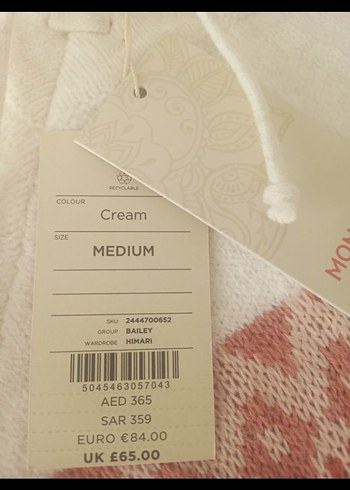 RECYCLABLE
COLOUR
Cream
SIZE
MEDIUM
SKU 2444700652
GROUP BAILEY
WARDROBE HIMARI
5045463057043
AED 365
SAR 359
EURO €84.00
UK £65.00
MON